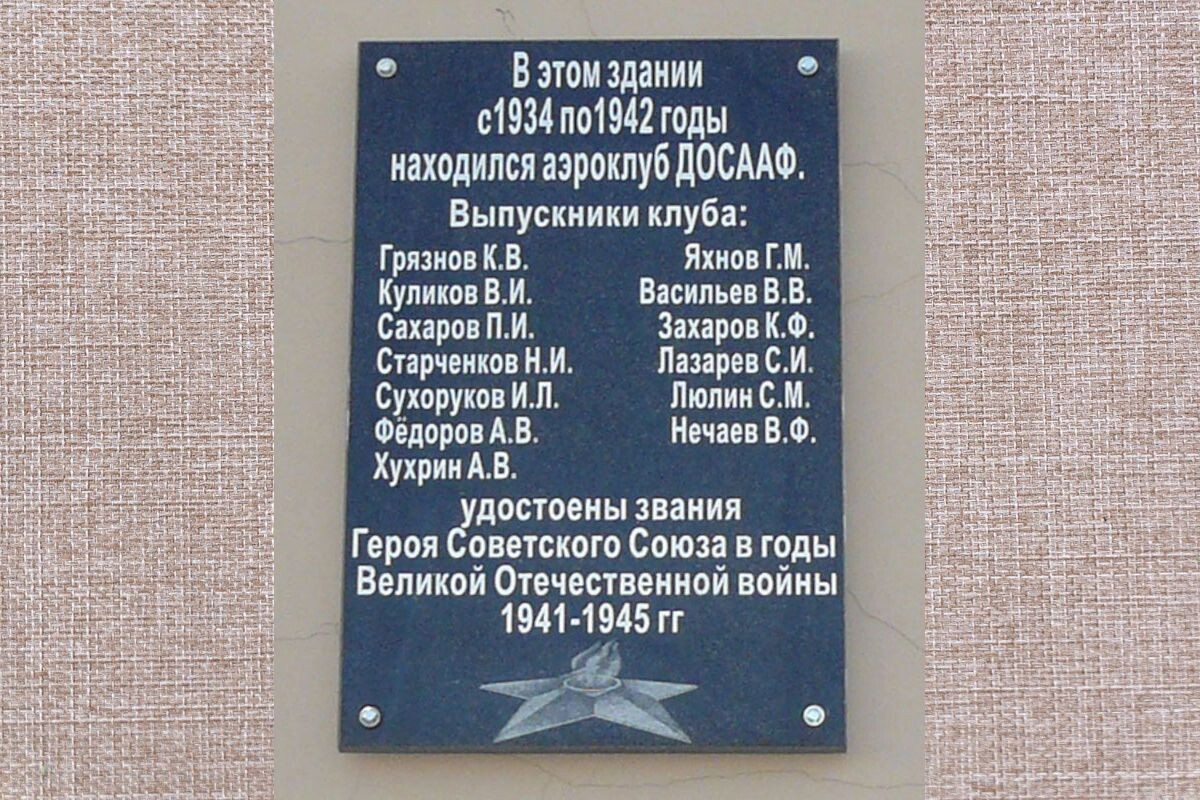 В этом здании
с1934 по1942 годы
находился аэроклуб ДОСААФ.
Выпускники клуба:
Грязнов К.В. Яхнов Г.М.
Куликов В.И. Васильев В.В.
Сахаров П.И. Захаров К.Ф.
Старченков Н.И. Лазарев С.И.
Сухоруков И.Л. Люлин С.М.
Фёдоров А.В. Нечаев В.Ф.
Хухрин А.В.
удостоены звания
Героя Советского Союза в годы
Великой Отечественной войны
1941-1945 гг